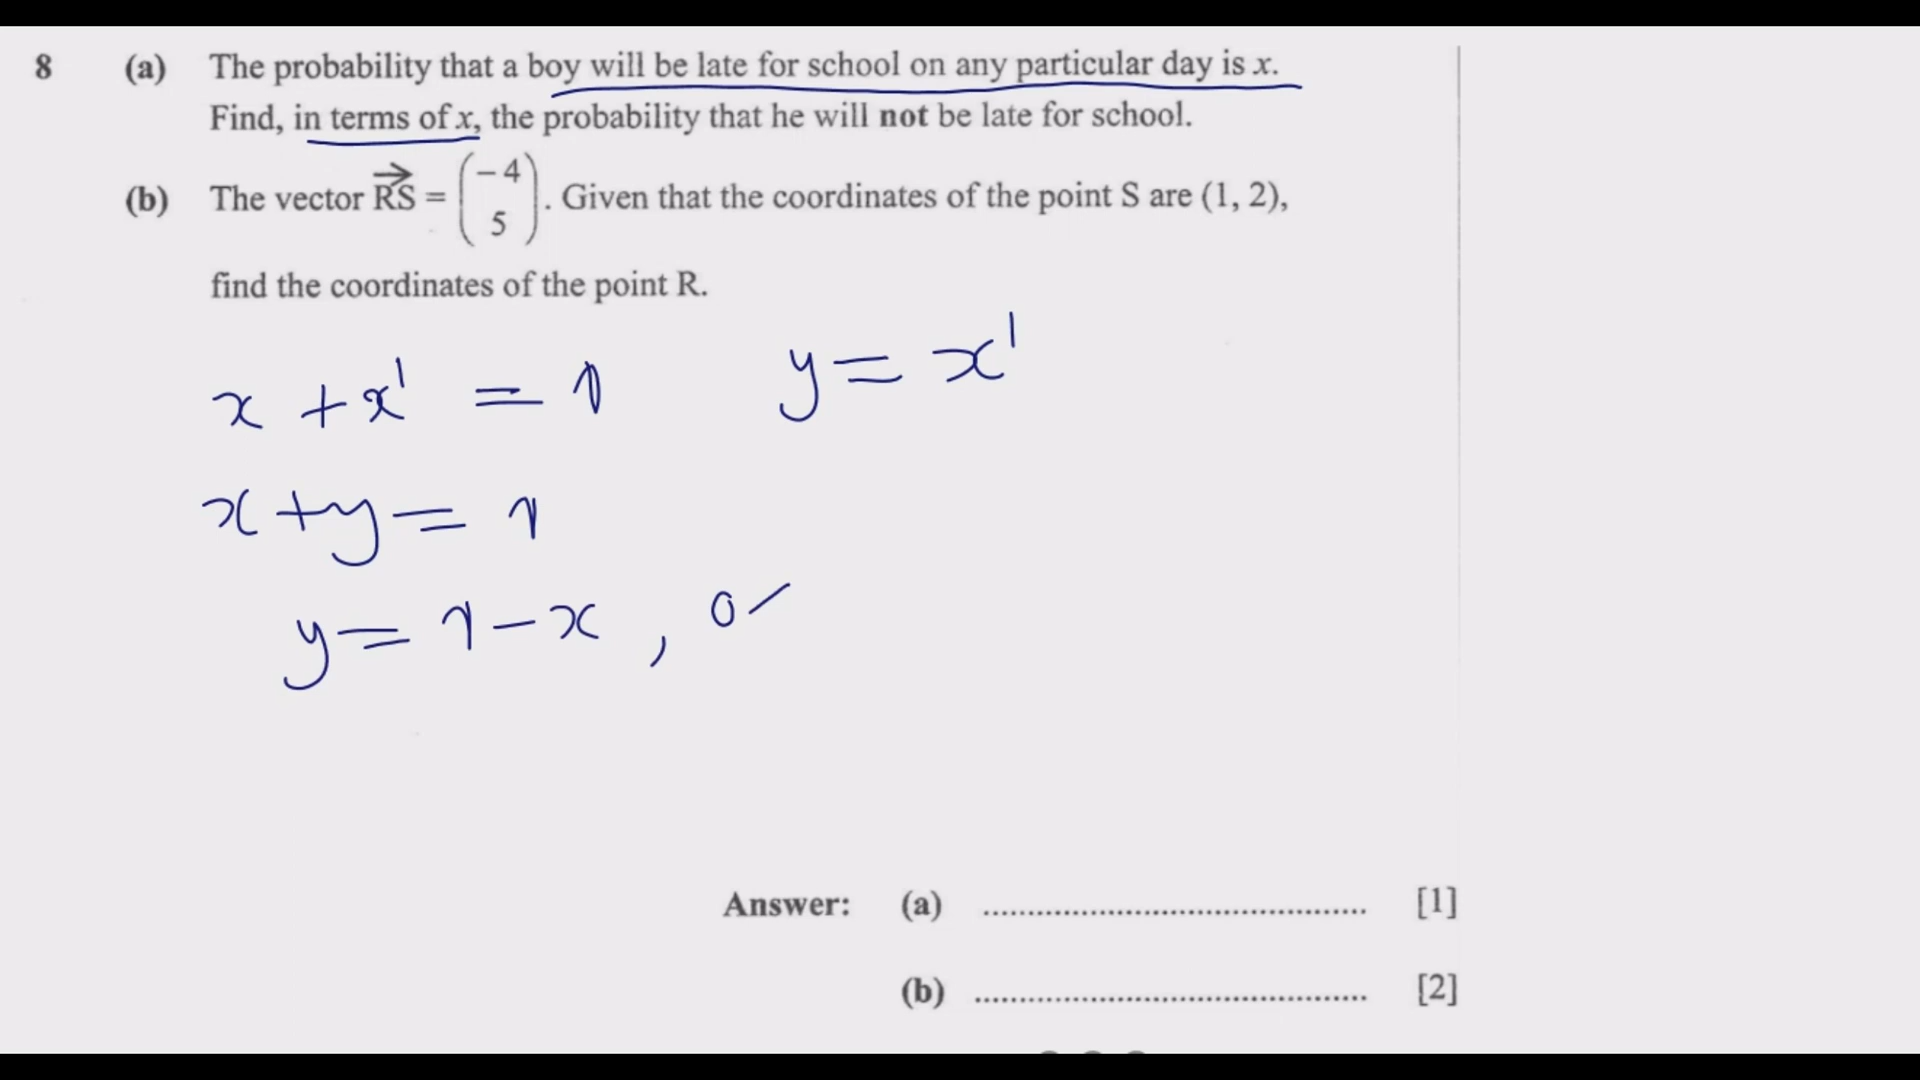 8 (a) The probability that a boy will be late for school on any particular day is x.
Find, in terms of x, the probability that he will not be late for school.
(b) The vector RS⃗ = (-4 5). Given that the coordinates of the point S are (1, 2),
find the coordinates of the point R.
x + x' = 1 y = x'
x + y = 1
y = 1 - x , 0
Answer: (a) ........................................ [1]
(b) ........................................ [2]